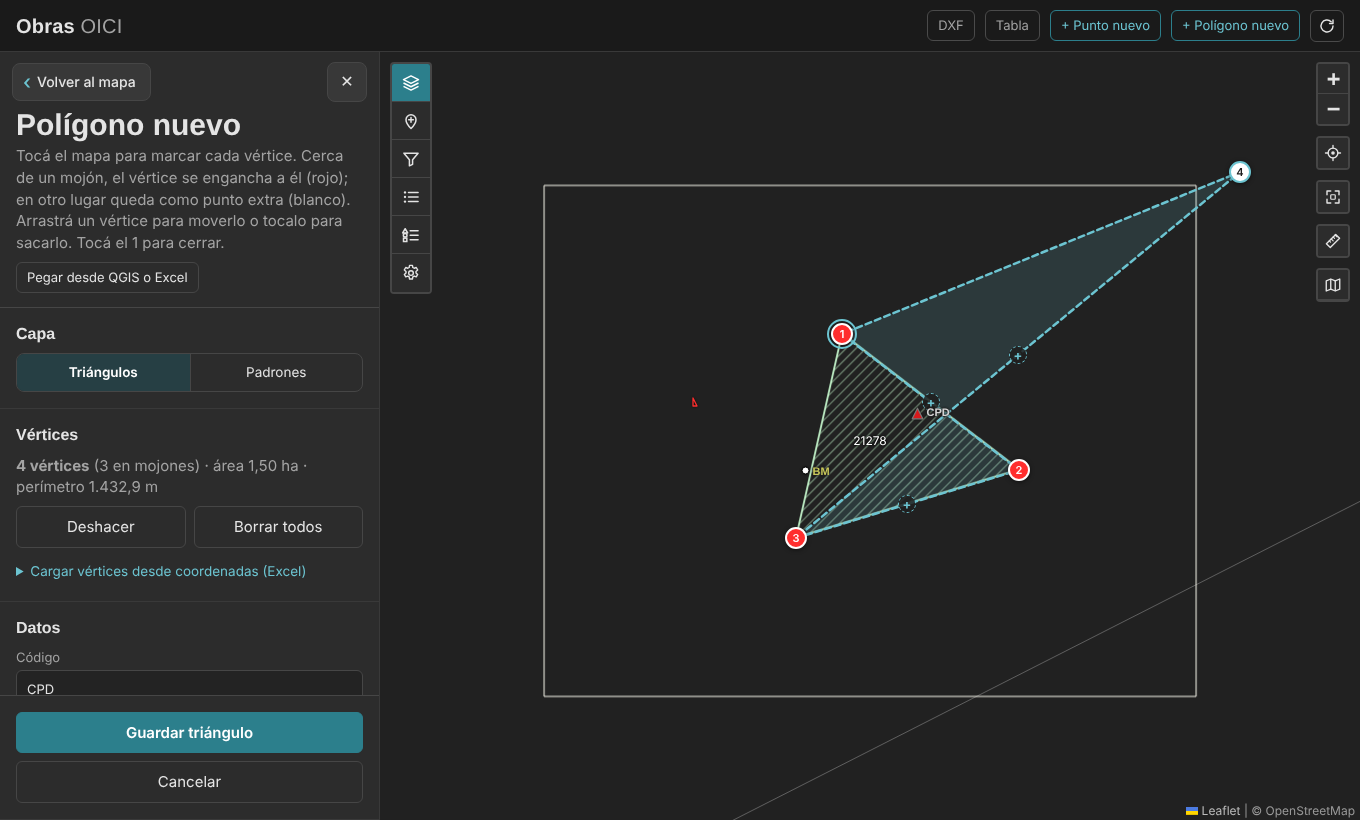 Obras OICI
DXF
Tabla
+ Punto nuevo
+ Polígono nuevo
Volver al mapa
Polígono nuevo
Tocá el mapa para marcar cada vértice. Cerca
de un mojón, el vértice se engancha a él (rojo);
en otro lugar queda como punto extra (blanco).
Arrastrá un vértice para moverlo o tocalo para
sacarlo. Tocá el 1 para cerrar.
Pegar desde QGIS o Excel
Capa
Triángulos
Padrones
Vértices
4 vértices (3 en mojones) · área 1,50 ha ·
perímetro 1.432,9 m
Deshacer
Borrar todos
Cargar vértices desde coordenadas (Excel)
Datos
Código
CPD
Guardar triángulo
Cancelar
4
1
CPD
21278
BM
2
3
Leaflet | © OpenStreetMap